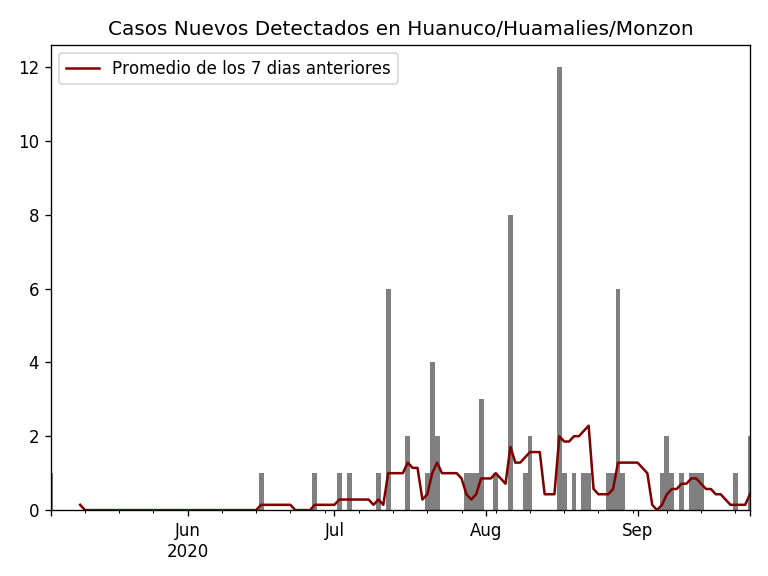 Casos Nuevos Detectados en Huanuco/Huamalies/Monzon
Promedio de los 7 dias anteriores
12
10
8
6
4
2
0
Jun
2020
Jul
Aug
Sep